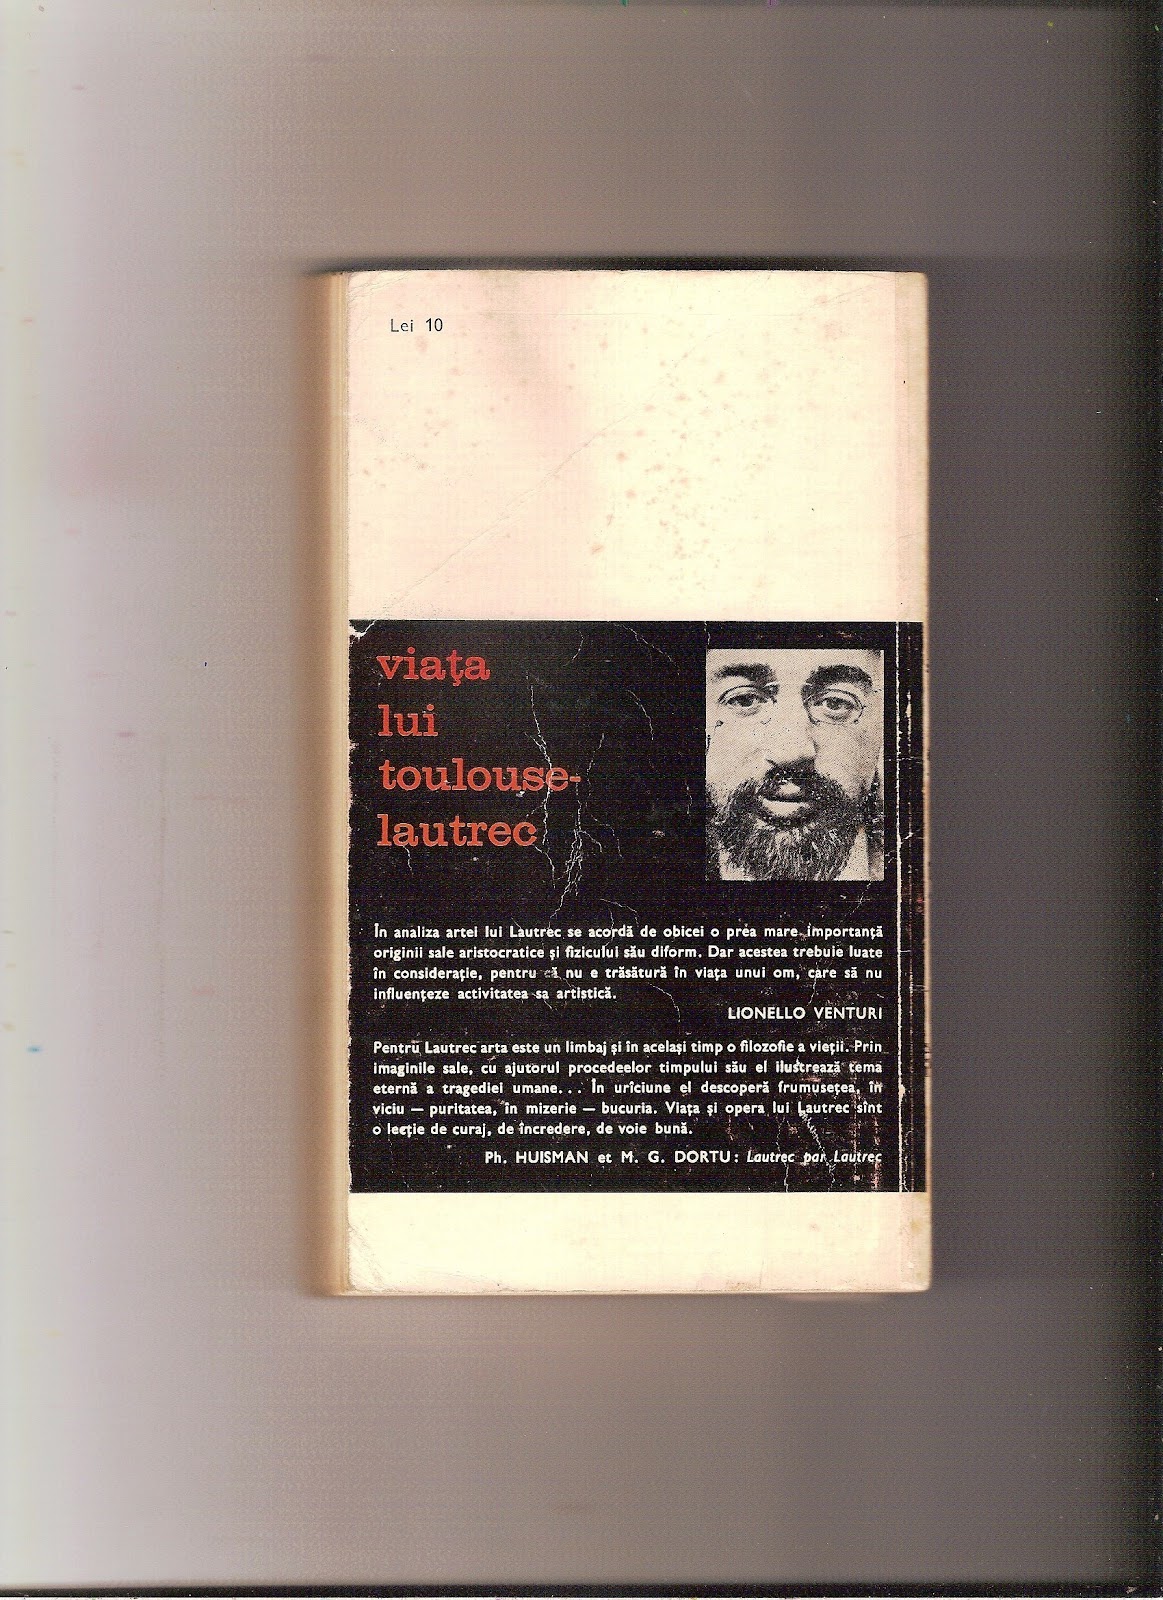 Lei 10
viaţa
lui
toulouse-
lautrec
În analiza artei lui Lautrec se acordă de obicei o prea mare importanţă
originii sale aristocratice şi fizicului său diform. Dar acestea trebuie luate
în consideraţie, pentru că nu e trăsătură în viaţa unui om, care să nu
influenţeze activitatea sa artistică.
LIONELLO VENTURI
Pentru Lautrec arta este un limbaj şi în acelaşi timp o filozofie a vieţii. Prin
imaginile sale, cu ajutorul procedeelor timpului său el ilustrează tema
eternă a tragediei umane... În urîciune el descoperă frumuseţea, în
viciu — puritatea, în mizerie — bucuria. Viaţa şi opera lui Lautrec sînt
o lecţie de curaj, de încredere, de voie bună.
Ph. HUISMAN et M. G. DORTU: Lautrec par Lautrec